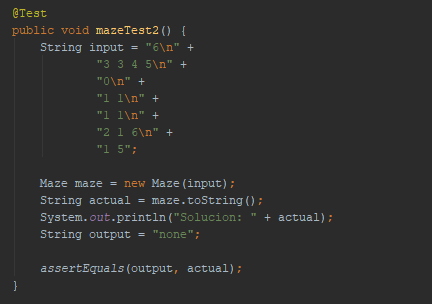 @Test
public void mazeTest2() {
String input = "6\n" +
"3 3 4 5\n" +
"0\n" +
"1 1\n" +
"1 1\n" +
"2 1 6\n" +
"1 5";
Maze maze = new Maze(input);
String actual = maze.toString();
System.out.println("Solucion: " + actual);
String output = "none";
assertEquals(output, actual);
}